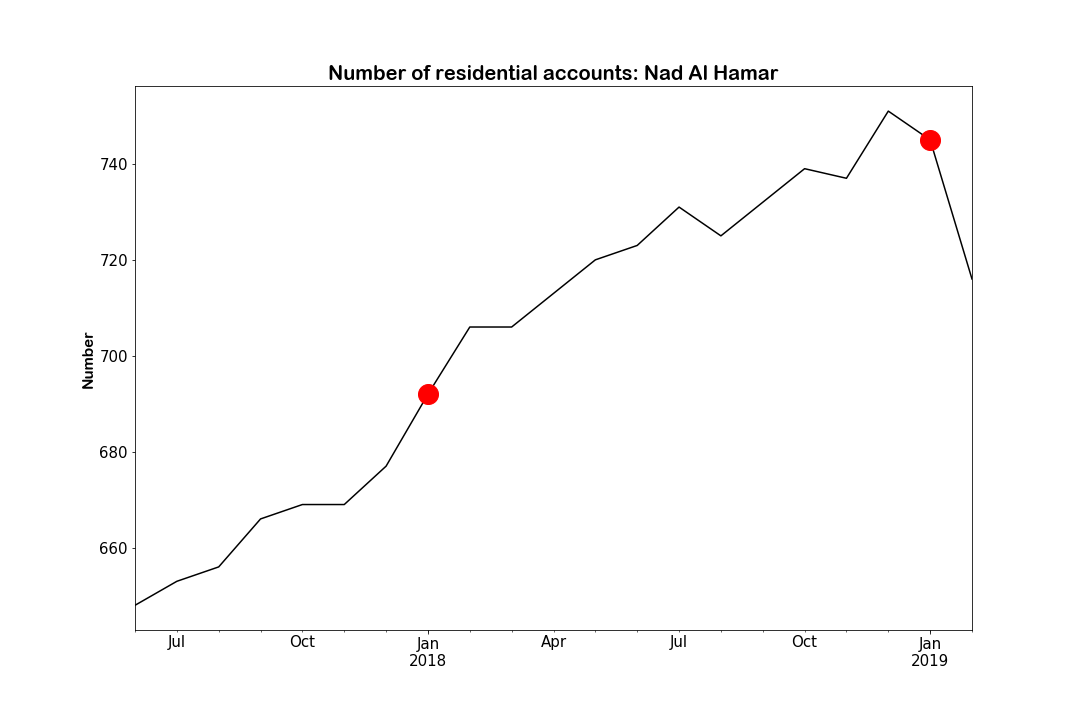 Number of residential accounts: Nad Al Hamar
Number
740
720
700
680
660
Jul
Oct
Jan
2018
Apr
Jul
Oct
Jan
2019